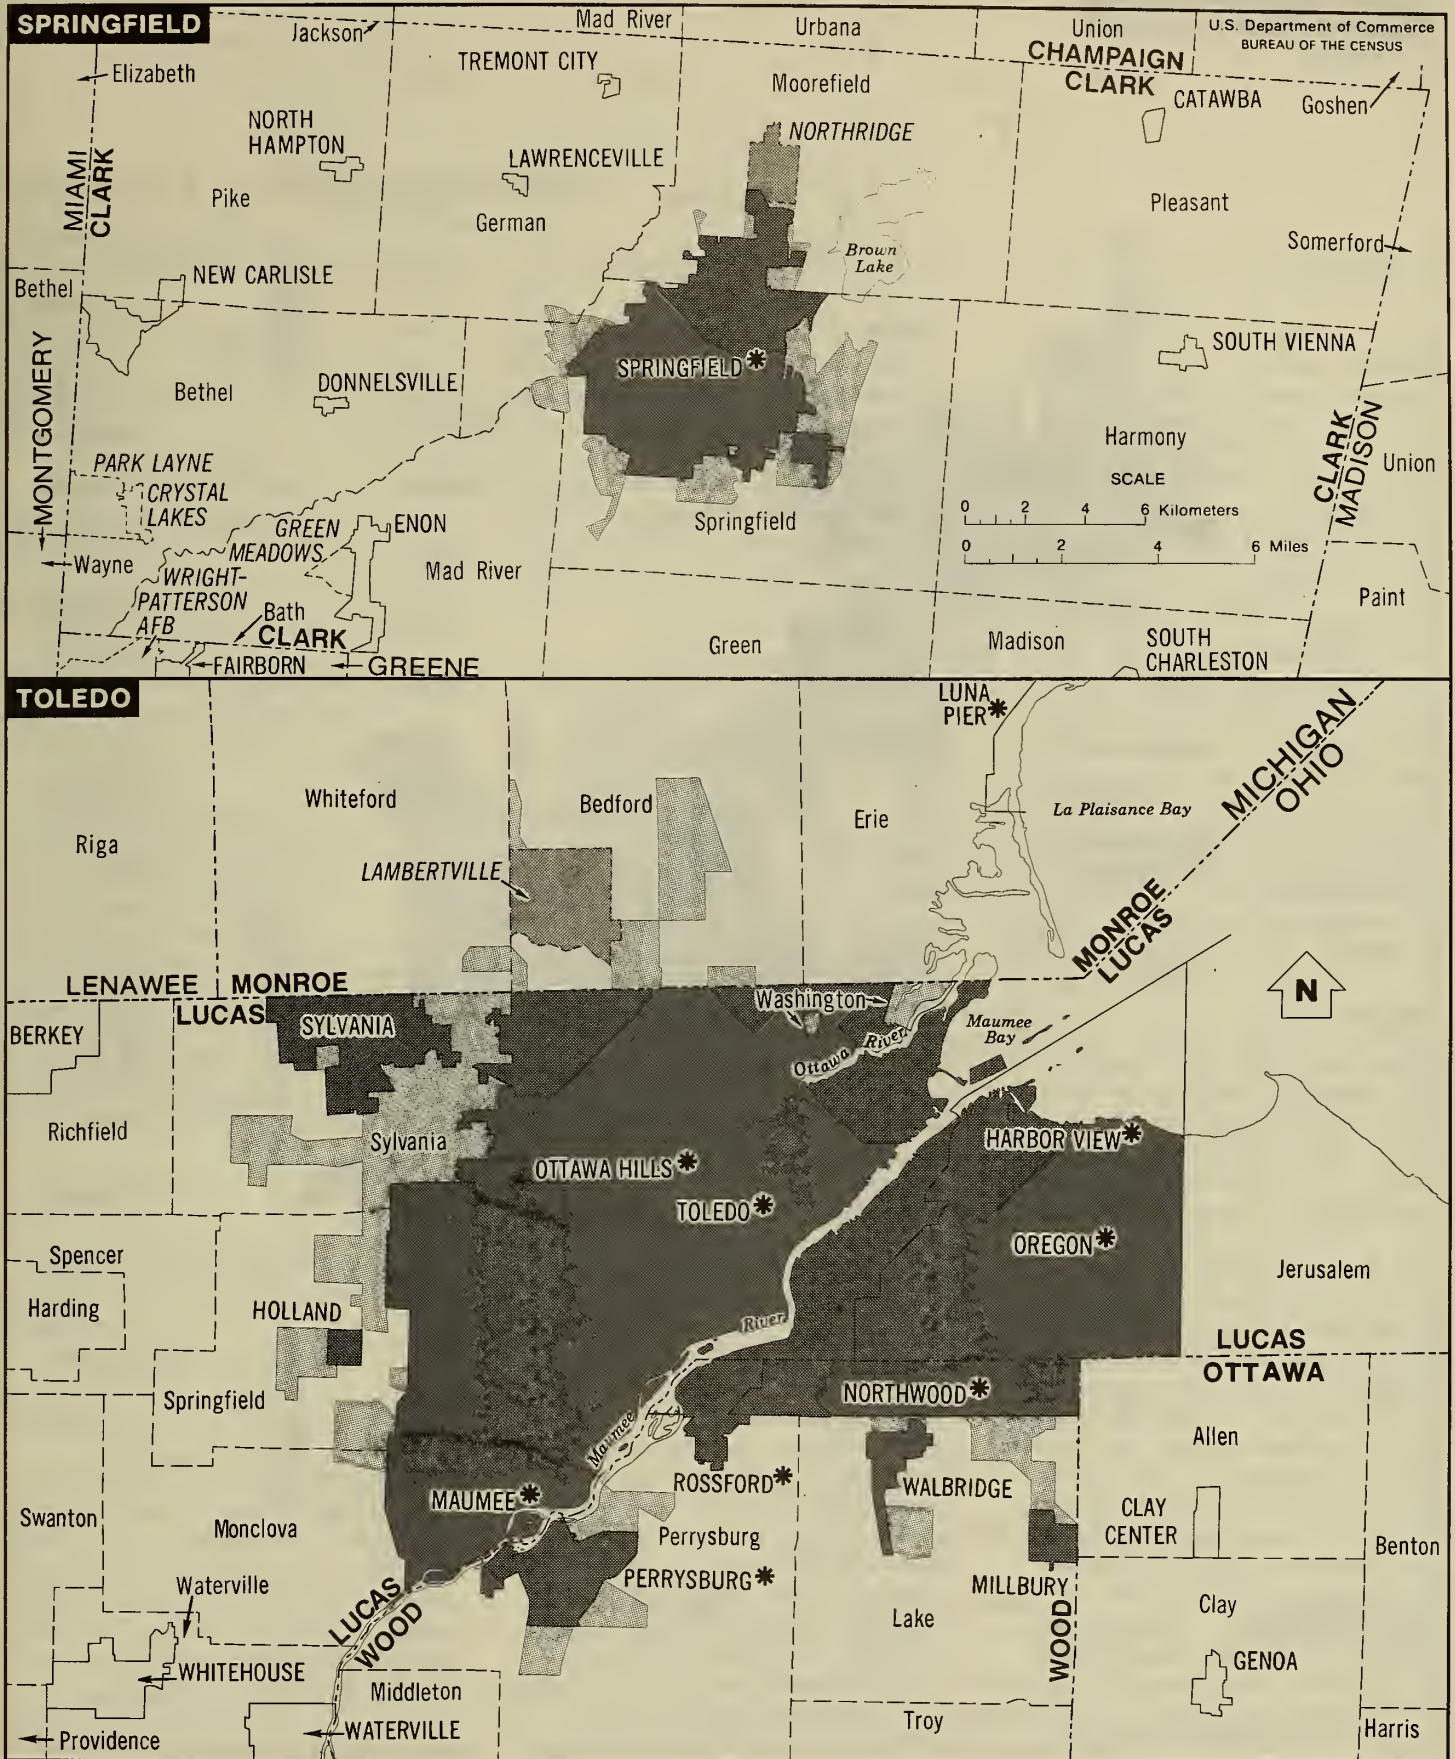 SPRINGFIELD
Jackson
Mad River
Urbana
Union
U.S. Department of Commerce
BUREAU OF THE CENSUS
CHAMPAIGN
CLARK
Elizabeth
TREMONT CITY
Moorefield
CATAWBA
Goshen
NORTH
HAMPTON
NORTHRIDGE
LAWRENCEVILLE
MIAMI
CLARK
Pike
German
Pleasant
Brown
Lake
Somerford
Bethel
NEW CARLISLE
MONTGOMERY
SPRINGFIELD
SOUTH VIENNA
Bethel
DONNELSVILLE
CLARK
MADISON
Harmony
Union
PARK LAYNE
CRYSTAL
LAKES
SCALE
0 2 4 6 Kilometers
0 2 4 6 Miles
GREEN
MEADOWS
ENON
Springfield
Wayne
WRIGHT-
PATTERSON
AFB
Mad River
Bath
CLARK
Paint
FAIRBORN
GREENE
Green
Madison
SOUTH
CHARLESTON
TOLEDO
LUNA
PIER
MICHIGAN
OHIO
Whiteford
Bedford
Erie
La Plaisance Bay
Riga
LAMBERTVILLE
MONROE
LUCAS
LENAWEE
MONROE
LUCAS
N
BERKEY
SYLVANIA
Washington
Maumee
Bay
Ottawa River
Richfield
Sylvania
HARBOR VIEW
OTTAWA HILLS
TOLEDO
OREGON
Spencer
Harding
HOLLAND
Jerusalem
River
LUCAS
OTTAWA
Springfield
NORTHWOOD
Maumee
Allen
MAUMEE
ROSSFORD
WALBRIDGE
Swanton
Monclova
Perrysburg
CLAY
CENTER
Benton
Waterville
PERRYSBURG
MILLBURY
LUCAS
WOOD
Lake
WOOD
Clay
WHITEHOUSE
GENOA
Middleton
Troy
Providence
WATERVILLE
Harris